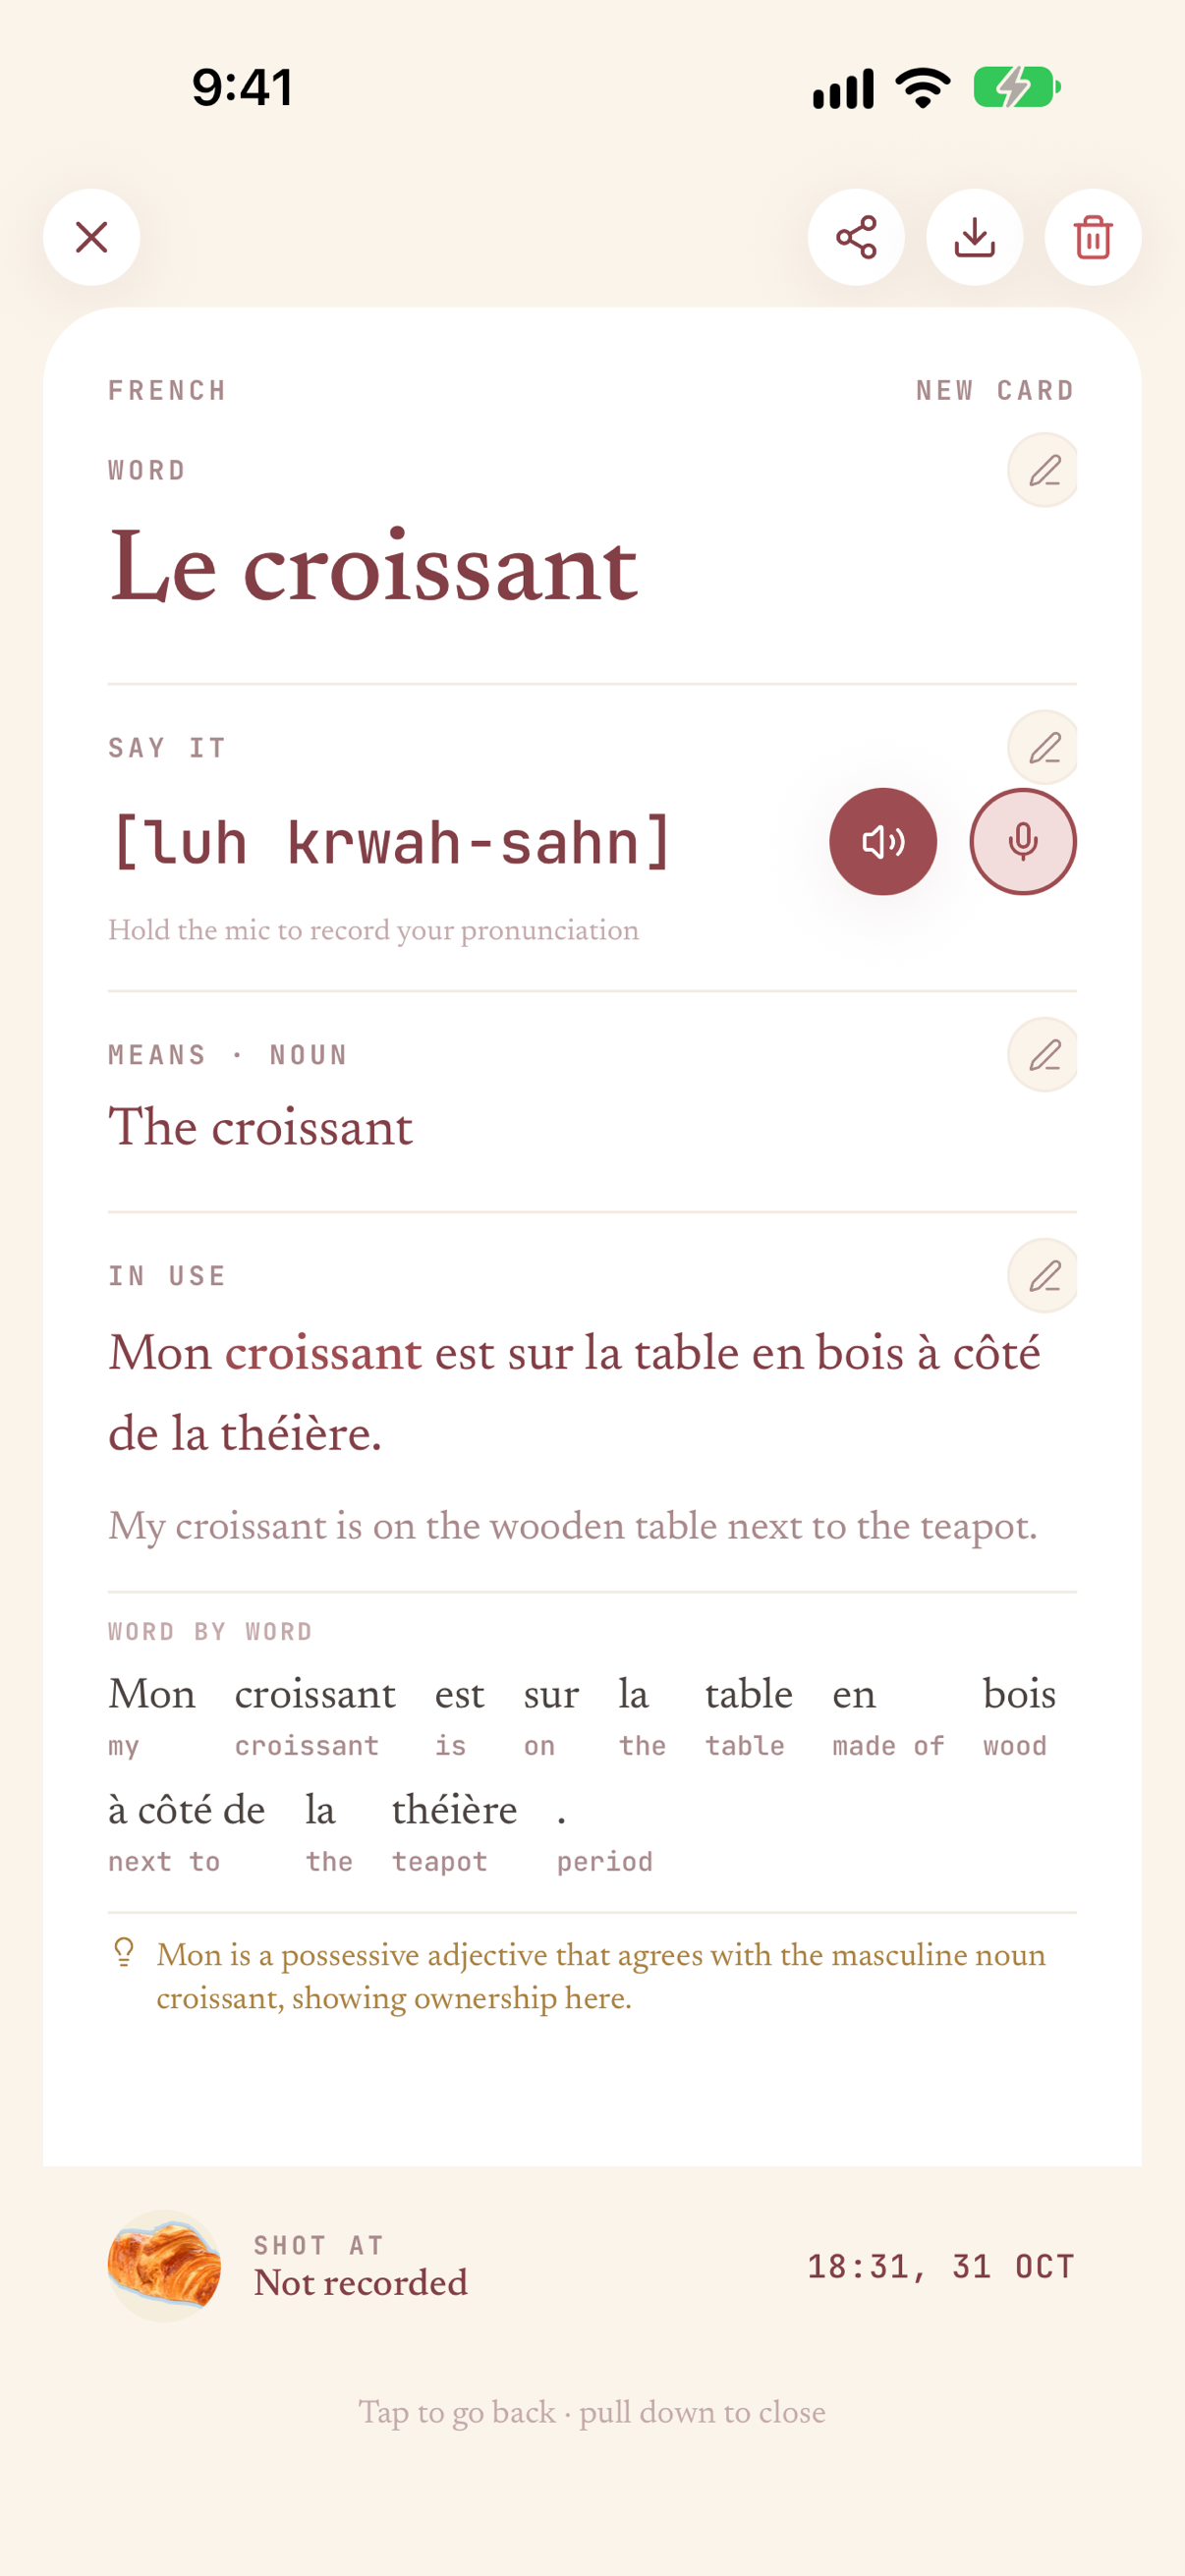 9:41
FRENCH NEW CARD
WORD
Le croissant
SAY IT
[luh krwah-sahn]
Hold the mic to record your pronunciation
MEANS · NOUN
The croissant
IN USE
Mon croissant est sur la table en bois à côté
de la théière.
My croissant is on the wooden table next to the teapot.
WORD BY WORD
Mon croissant est sur la table en bois
my croissant is on the table made of wood
à côté de la théière .
next to the teapot period
Mon is a possessive adjective that agrees with the masculine noun
croissant, showing ownership here.
SHOT AT
Not recorded
18:31, 31 OCT
Tap to go back · pull down to close